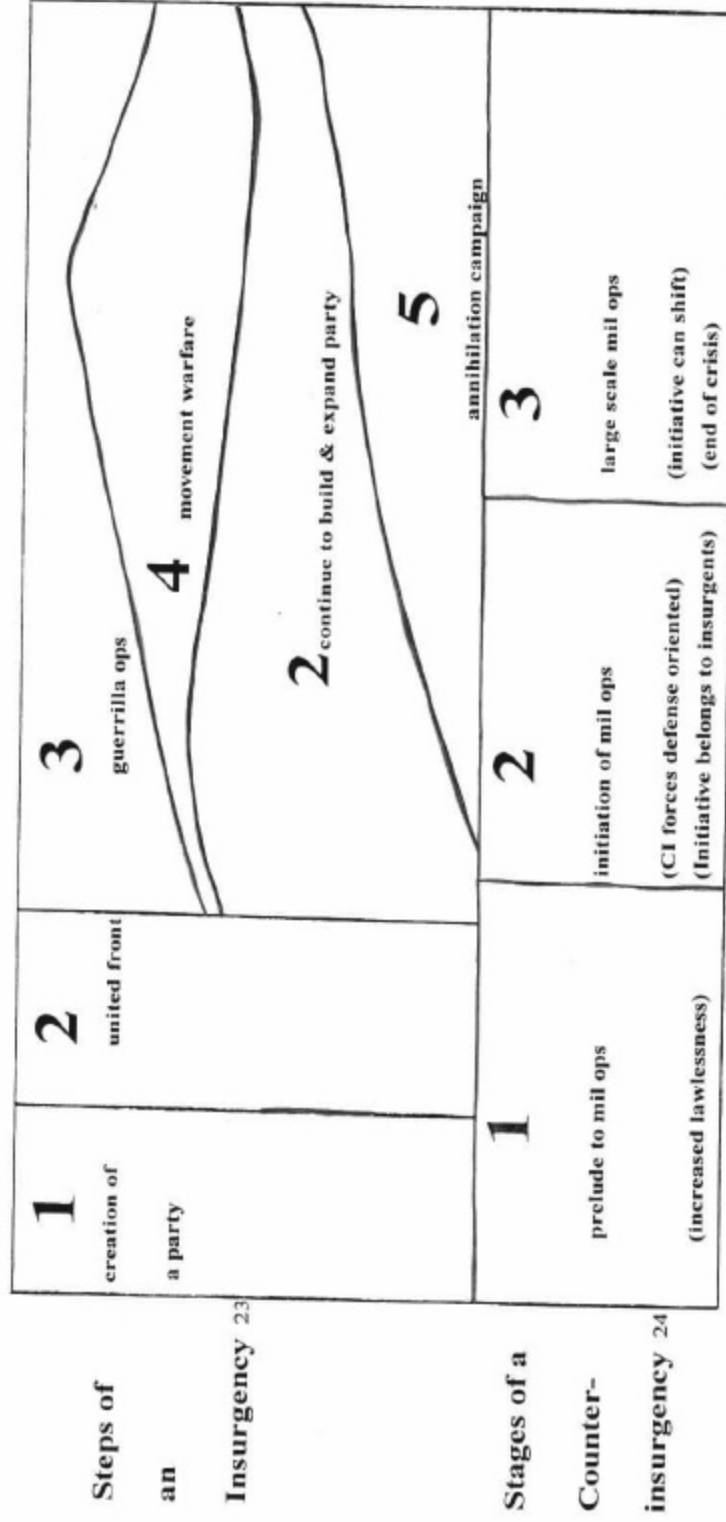 Steps of
an
Insurgency 23
1
creation of
a party
2
united front
3
guerrilla ops
4
movement warfare
2 continue to build & expand party
5
annihilation campaign
Stages of a
Counter-
insurgency 24
1
prelude to mil ops
(increased lawlessness)
2
initiation of mil ops
(CI forces defense oriented)
(Initiative belongs to insurgents)
3
large scale mil ops
(initiative can shift)
(end of crisis)